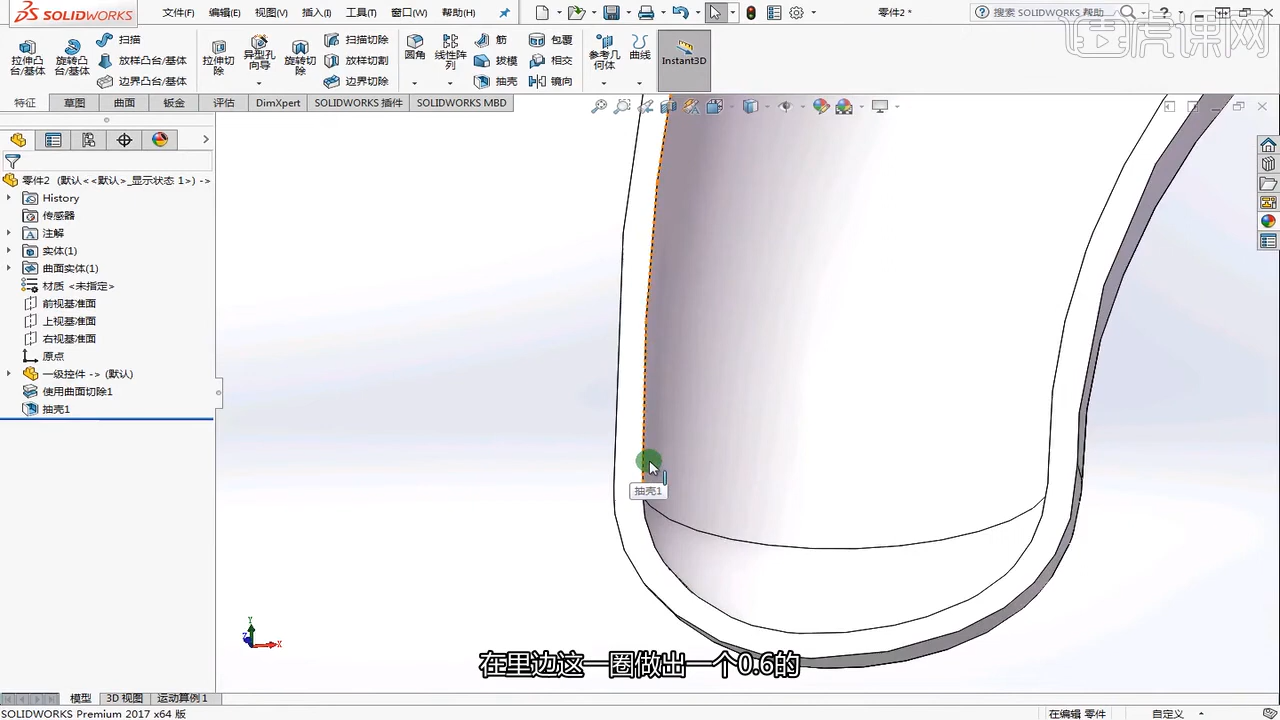 SOLIDWORKS
文件(F) 编辑(E) 视图(V) 插入(I) 工具(T) 窗口(W) 帮助(H)
零件2 *
搜索 SOLIDWORKS 帮助
虎课网
拉伸凸台/基体
旋转凸台/基体
扫描
放样凸台/基体
边界凸台/基体
拉伸切除
异型孔向导
旋转切除
扫描切除
放样切割
边界切除
圆角
线性阵列
拔模
抽壳
包覆
相交
镜向
参考几何体
曲线
Instant3D
特征 草图 曲面 钣金 评估 DimXpert SOLIDWORKS 插件 SOLIDWORKS MBD
零件2 (默认<<默认>_显示状态 1>) ->
History
传感器
注解
实体(1)
曲面实体(1)
材质 <未指定>
前视基准面
上视基准面
右视基准面
原点
一级控件 -> (默认)
使用曲面切除1
抽壳1
抽壳1
Y
Z
X
在里边这一圈做出一个0.6的
模型 3D 视图 运动算例 1
SOLIDWORKS Premium 2017 x64 版
在编辑 零件
自定义